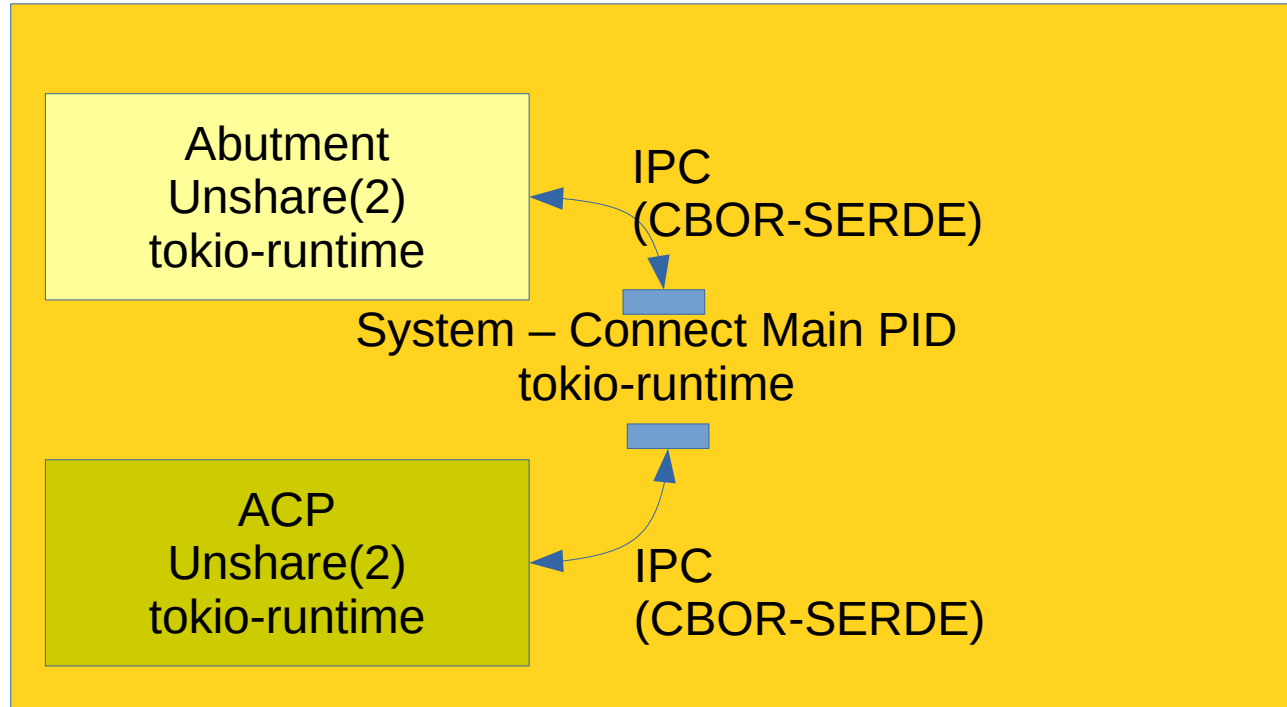 Abutment
Unshare(2)
tokio-runtime
IPC
(CBOR-SERDE)
System – Connect Main PID
tokio-runtime
ACP
Unshare(2)
tokio-runtime
IPC
(CBOR-SERDE)